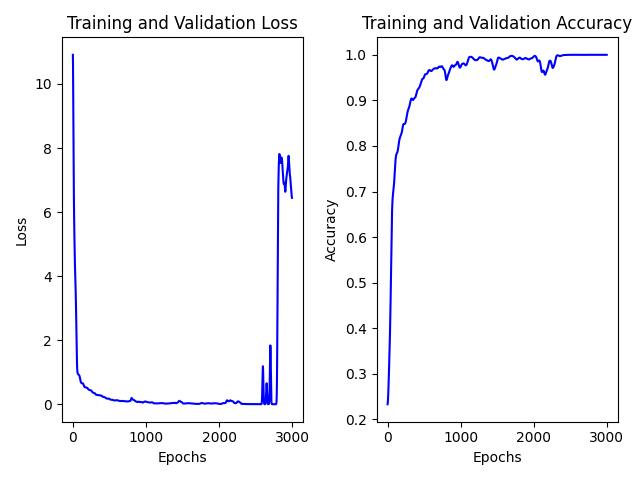 Training and Validation Loss
Loss
10
8
6
4
2
0
0 1000 2000 3000
Epochs
Training and Validation Accuracy
Accuracy
1.0
0.9
0.8
0.7
0.6
0.5
0.4
0.3
0.2
0 1000 2000 3000
Epochs